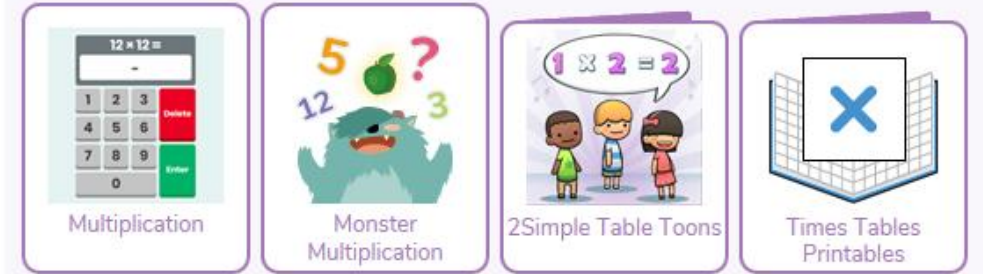 12×12=
-
1 2 3 Delete
4 5 6
7 8 9 Enter
0
Multiplication
5 ?
12 3
Monster
Multiplication
1 x 2 = 2
2Simple Table Toons
×
Times Tables
Printables